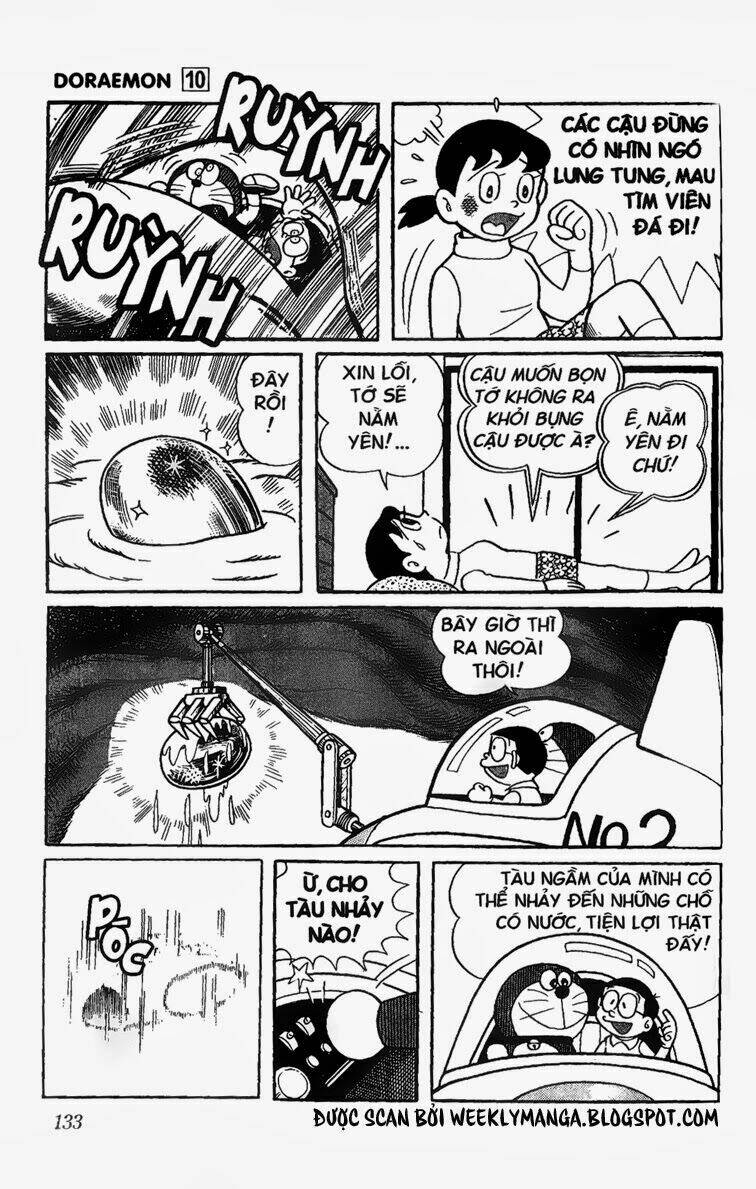 DORAEMON 10
RUỲNH
RUỲNH
CÁC CẬU ĐỪNG
CÓ NHÌN NGÓ
LUNG TUNG, MAU
TÌM VIÊN
ĐÁ ĐI!
ĐÂY
RỒI
!
XIN LỖI,
TỚ SẼ
NẰM
YÊN!...
CẬU MUỐN BỌN
TỚ KHÔNG RA
KHỎI BỤNG
CẬU ĐƯỢC À?
Ê, NẰM
YÊN ĐI
CHỨ!
BÂY GIỜ THÌ
RA NGOÀI
THÔI!
No2
PỐC
Ừ, CHO
TÀU NHẢY
NÀO!
TÀU NGẦM CỦA MÌNH CÓ
THỂ NHẢY ĐẾN NHỮNG CHỖ
CÓ NƯỚC, TIỆN LỢI THẬT
ĐẤY!
133
ĐƯỢC SCAN BỞI WEEKLYMANGA.BLOGSPOT.COM